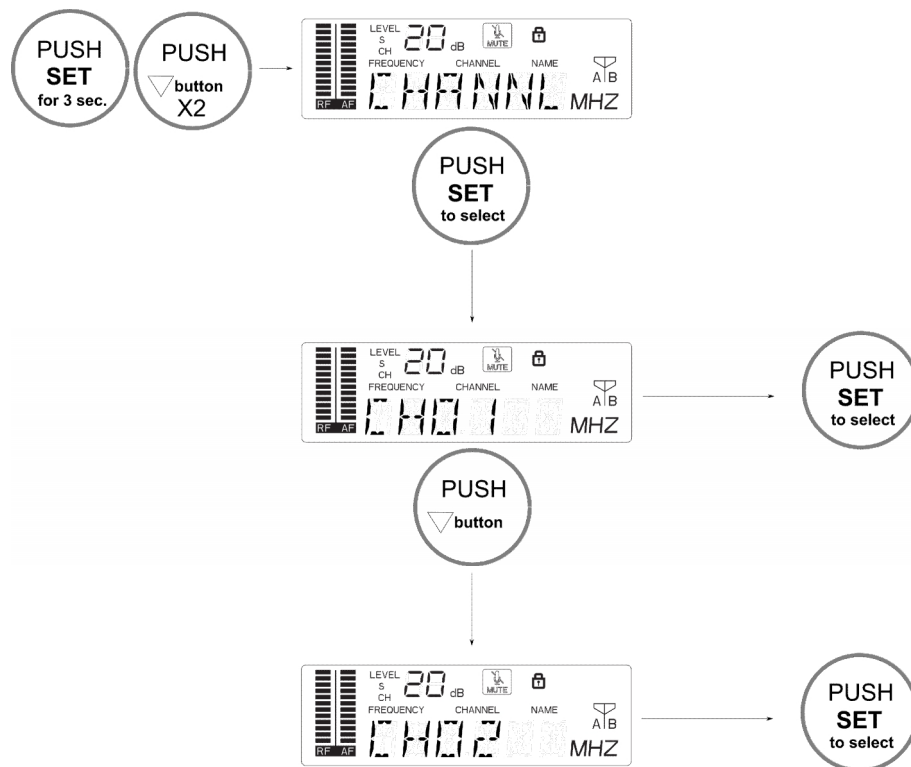 PUSH
SET
for 3 sec.
PUSH
button
X2
LEVEL
S 20 dB
CH
MUTE
FREQUENCY CHANNEL NAME
A B
CHANNL MHZ
RF AF
PUSH
SET
to select
LEVEL
S 20 dB
CH
MUTE
FREQUENCY CHANNEL NAME
A B
CH01 MHZ
RF AF
PUSH
SET
to select
PUSH
button
LEVEL
S 20 dB
CH
MUTE
FREQUENCY CHANNEL NAME
A B
CH02 MHZ
RF AF
PUSH
SET
to select